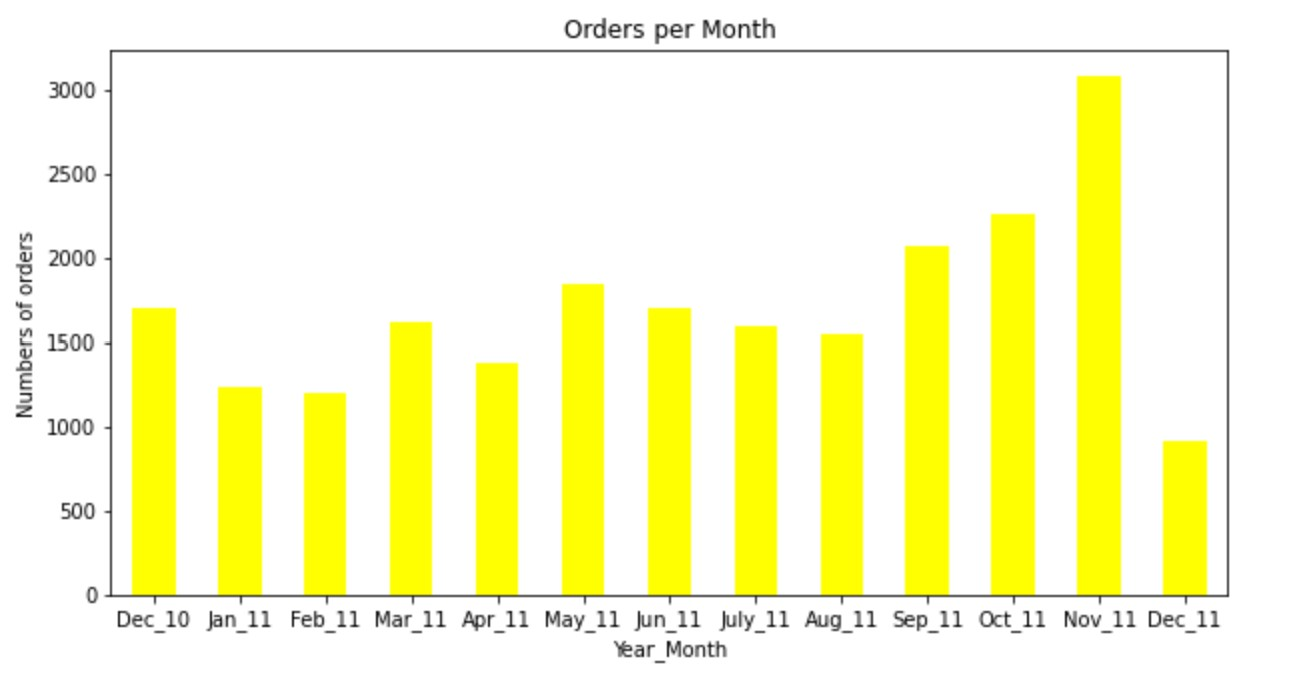 Orders per Month
3000
2500
2000
1500
1000
500
0
Numbers of orders
Dec_10 Jan_11 Feb_11 Mar_11 Apr_11 May_11 Jun_11 July_11 Aug_11 Sep_11 Oct_11 Nov_11 Dec_11
Year_Month